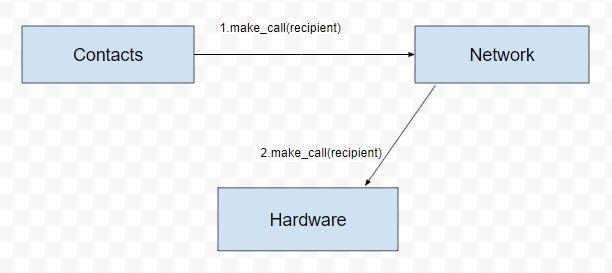 1.make_call(recipient)
Contacts
Network
2.make_call(recipient)
Hardware